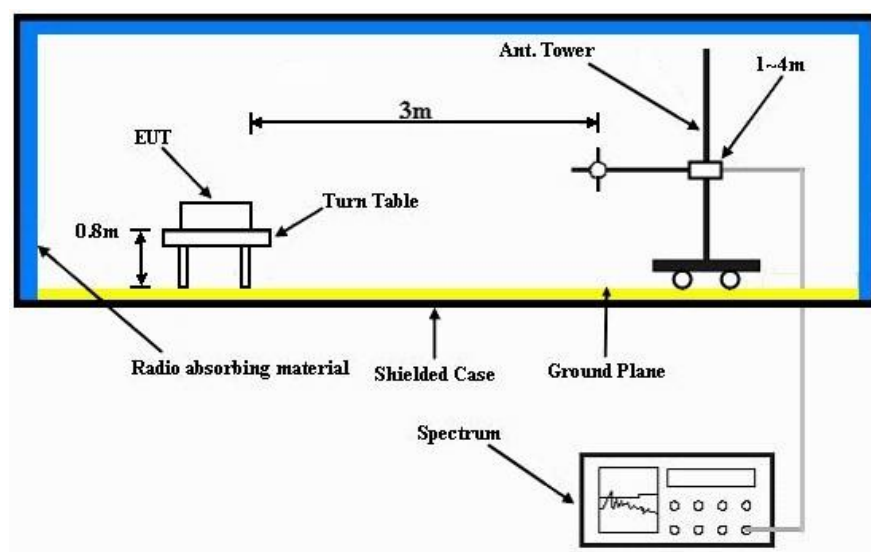 Ant. Tower
1~4m
3m
EUT
Turn Table
0.8m
Radio absorbing material
Shielded Case
Ground Plane
Spectrum